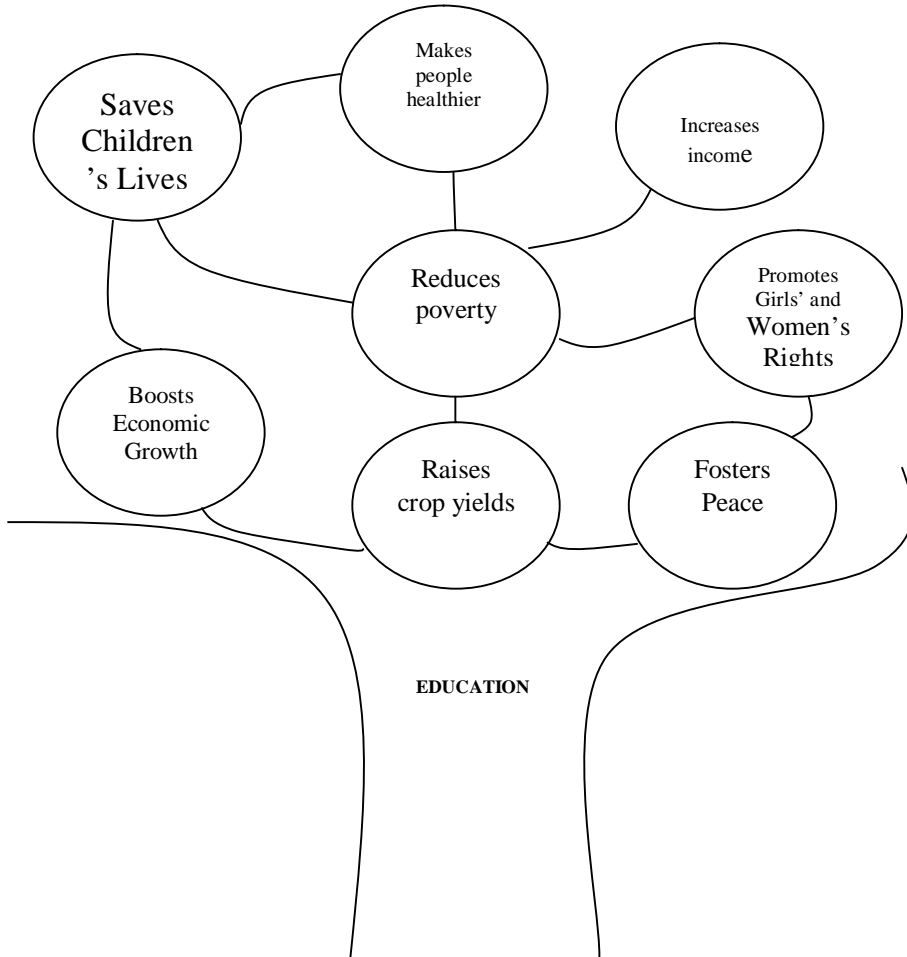 Makes
people
healthier
Saves
Children
’s Lives
Increases
income
Reduces
poverty
Promotes
Girls’ and
Women’s
Rights
Boosts
Economic
Growth
Raises
crop yields
Fosters
Peace
EDUCATION